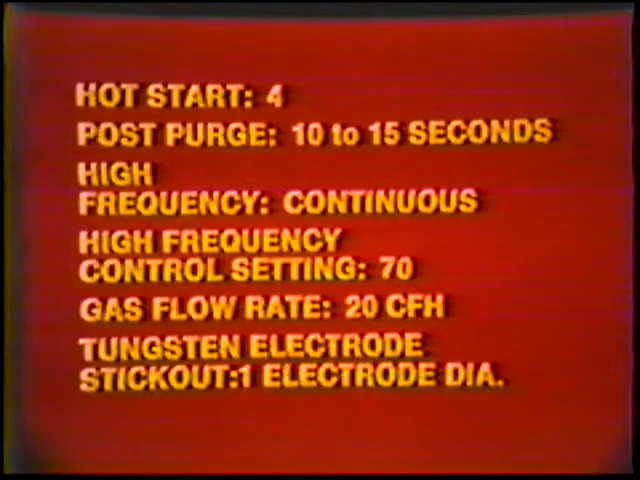 HOT START: 4
POST PURGE: 10 to 15 SECONDS
HIGH
FREQUENCY: CONTINUOUS
HIGH FREQUENCY
CONTROL SETTING: 70
GAS FLOW RATE: 20 CFH
TUNGSTEN ELECTRODE
STICKOUT:1 ELECTRODE DIA.